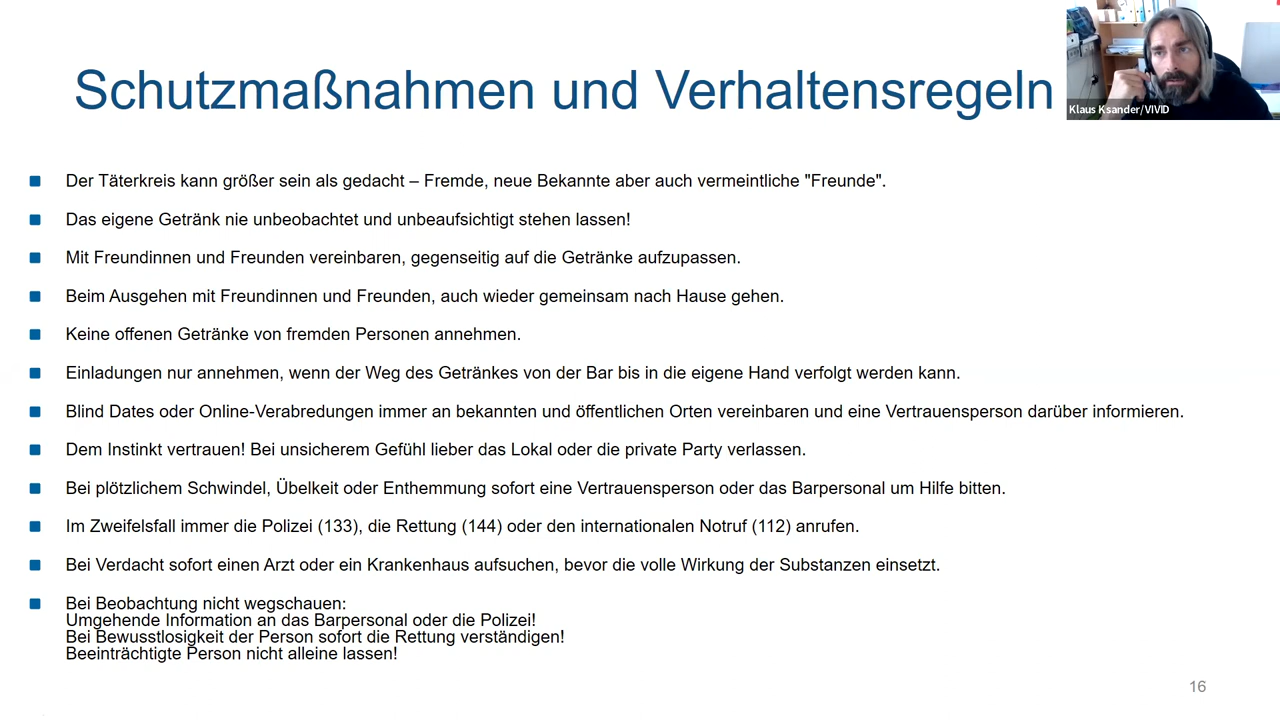 Schutzmaßnahmen und Verhaltensregeln
Klaus Ksander/VIVID
Der Täterkreis kann größer sein als gedacht – Fremde, neue Bekannte aber auch vermeintliche "Freunde".
Das eigene Getränk nie unbeobachtet und unbeaufsichtigt stehen lassen!
Mit Freundinnen und Freunden vereinbaren, gegenseitig auf die Getränke aufzupassen.
Beim Ausgehen mit Freundinnen und Freunden, auch wieder gemeinsam nach Hause gehen.
Keine offenen Getränke von fremden Personen annehmen.
Einladungen nur annehmen, wenn der Weg des Getränkes von der Bar bis in die eigene Hand verfolgt werden kann.
Blind Dates oder Online-Verabredungen immer an bekannten und öffentlichen Orten vereinbaren und eine Vertrauensperson darüber informieren.
Dem Instinkt vertrauen! Bei unsicherem Gefühl lieber das Lokal oder die private Party verlassen.
Bei plötzlichem Schwindel, Übelkeit oder Enthemmung sofort eine Vertrauensperson oder das Barpersonal um Hilfe bitten.
Im Zweifelsfall immer die Polizei (133), die Rettung (144) oder den internationalen Notruf (112) anrufen.
Bei Verdacht sofort einen Arzt oder ein Krankenhaus aufsuchen, bevor die volle Wirkung der Substanzen einsetzt.
Bei Beobachtung nicht wegschauen:
Umgehende Information an das Barpersonal oder die Polizei!
Bei Bewusstlosigkeit der Person sofort die Rettung verständigen!
Beeinträchtigte Person nicht alleine lassen!
16